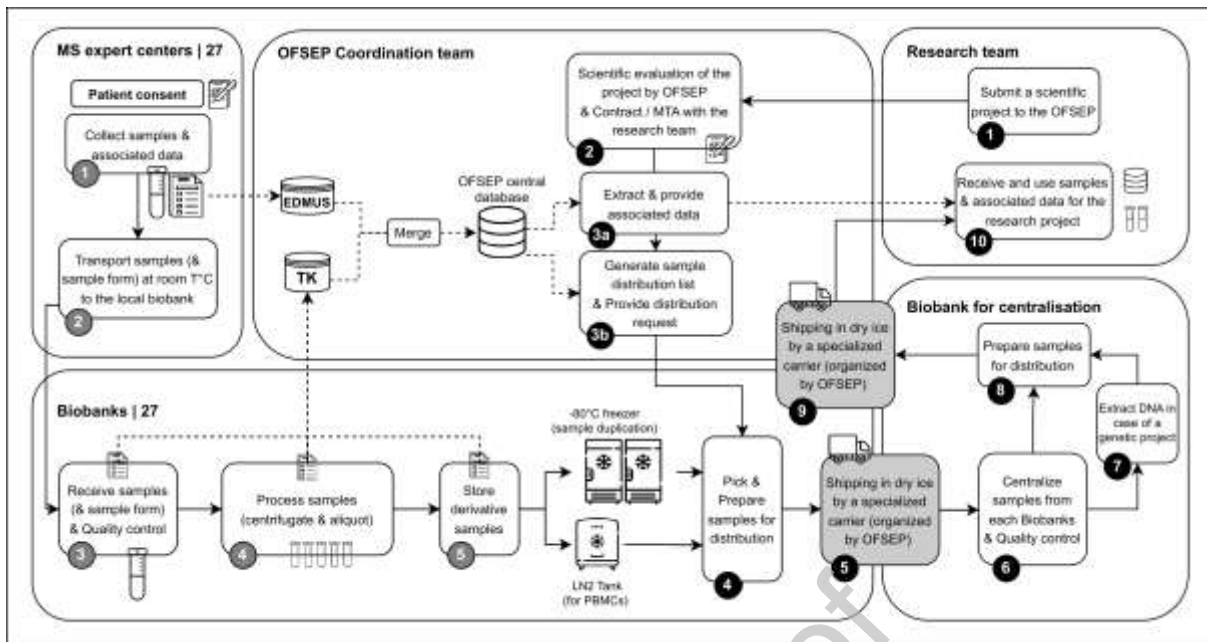 MS expert centers | 27
Patient consent
Collect samples &
associated data
1
Transport samples (&
sample form) at room T°C
to the local biobank
2
OFSEP Coordination team
EDMUS
TK
Merge
OFSEP central
database
Scientific evaluation of the
project by OFSEP
& Contract / MTA with the
research team
2
Extract & provide
associated data
3a
Generate sample
distribution list
& Provide distribution
request
3b
Research team
Submit a scientific
project to the OFSEP
1
Receive and use samples
& associated data for the
research project
10
Biobanks | 27
Receive samples
(& sample form)
& Quality control
3
Process samples
(centrifugate & aliquot)
4
Store
derivative
samples
5
-80°C freezer
(sample duplication)
LN2 Tank
(for PBMCs)
Pick &
Prepare
samples for
distribution
4
Shipping in dry ice
by a specialized
carrier (organized
by OFSEP)
5
Biobank for centralisation
Centralize
samples from
each Biobanks
& Quality control
6
Extract DNA in
case of a
genetic project
7
Prepare samples
for distribution
8
Shipping in dry ice
by a specialized
carrier (organized
by OFSEP)
9
of